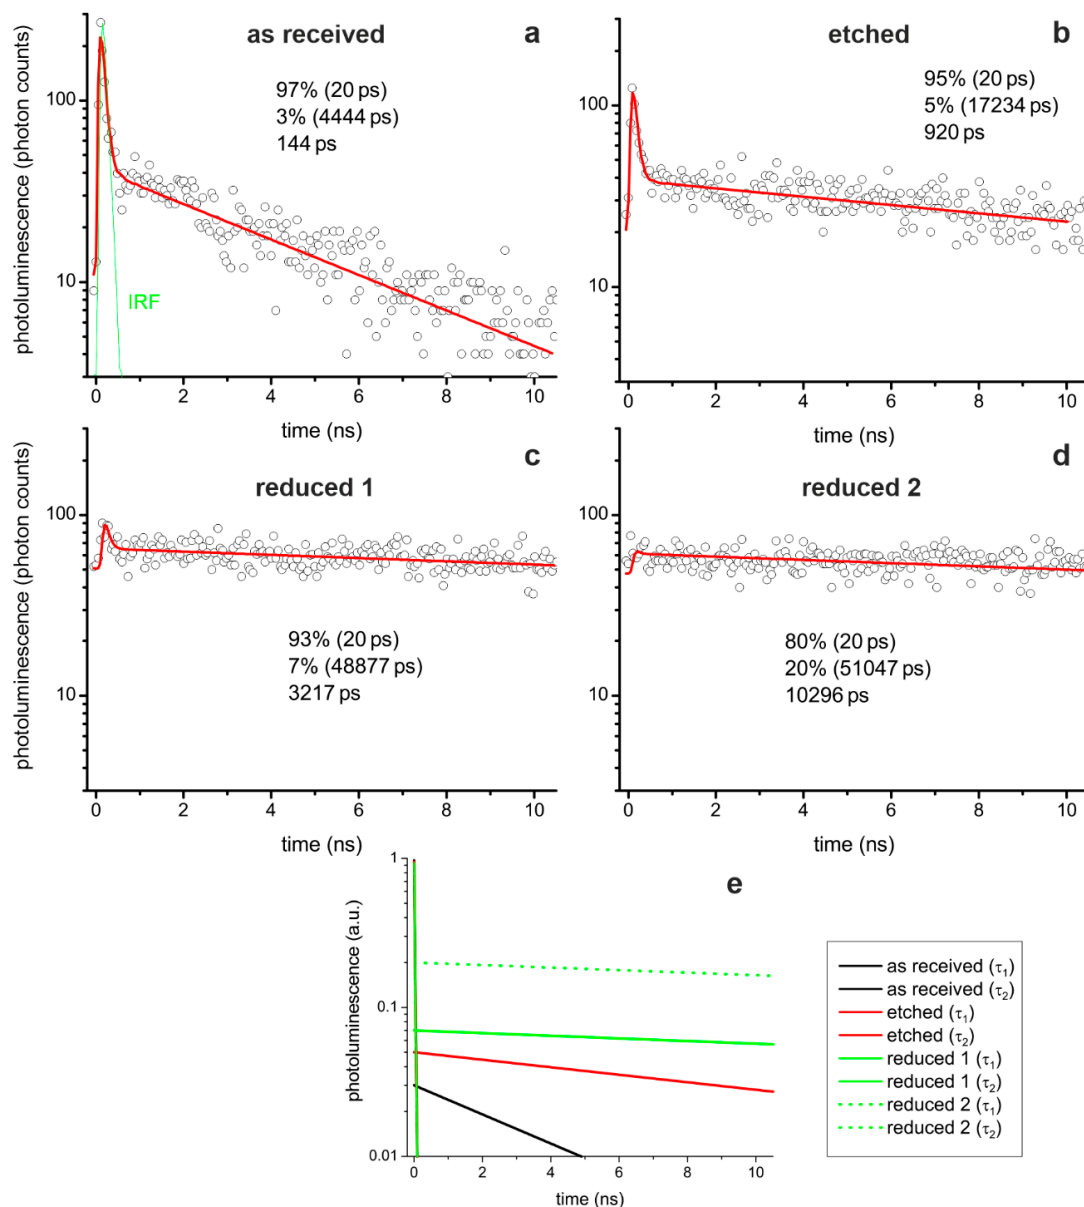 as received
a
97% (20 ps)
3% (4444 ps)
144 ps
IRF
100
10
photoluminescence (photon counts)
0 2 4 6 8 10
time (ns)
etched
b
95% (20 ps)
5% (17234 ps)
920 ps
100
10
0 2 4 6 8 10
time (ns)
c
reduced 1
93% (20 ps)
7% (48877 ps)
3217 ps
100
10
photoluminescence (photon counts)
0 2 4 6 8 10
time (ns)
d
reduced 2
80% (20 ps)
20% (51047 ps)
10296 ps
100
10
0 2 4 6 8 10
time (ns)
e
1
0.1
0.01
photoluminescence (a.u.)
0 2 4 6 8 10
time (ns)
as received (τ₁)
as received (τ₂)
etched (τ₁)
etched (τ₂)
reduced 1 (τ₁)
reduced 1 (τ₂)
reduced 2 (τ₁)
reduced 2 (τ₂)